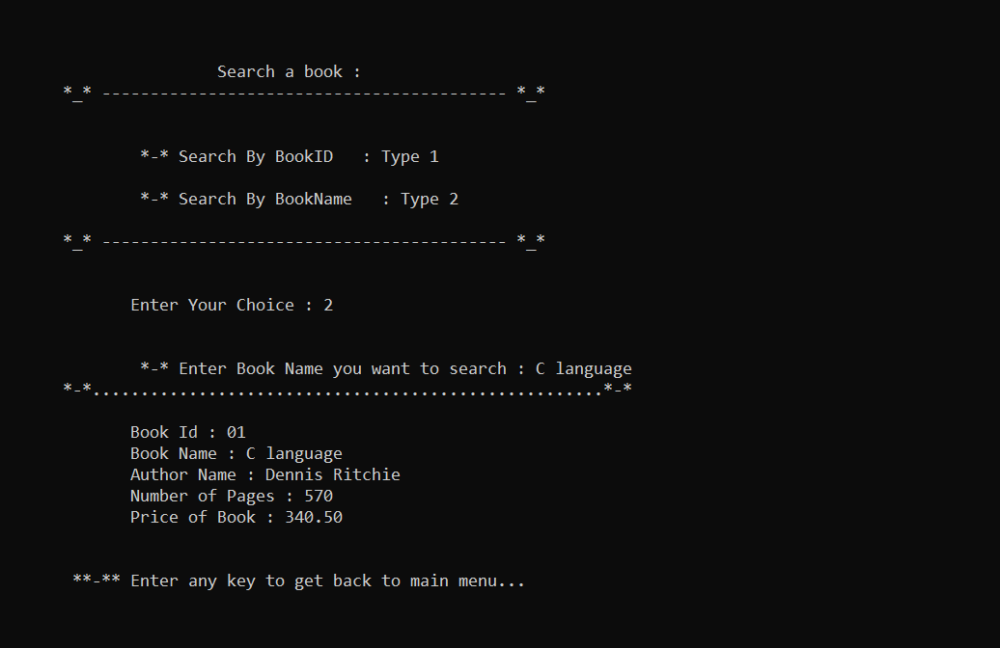 Search a book :
*_* ------------------------------------------ *_*
*-* Search By BookID   : Type 1
*-* Search By BookName   : Type 2
*_* ------------------------------------------ *_*
Enter Your Choice : 2
*-* Enter Book Name you want to search : C language
*-*.....................................................*-*
Book Id : 01
Book Name : C language
Author Name : Dennis Ritchie
Number of Pages : 570
Price of Book : 340.50
**-** Enter any key to get back to main menu...